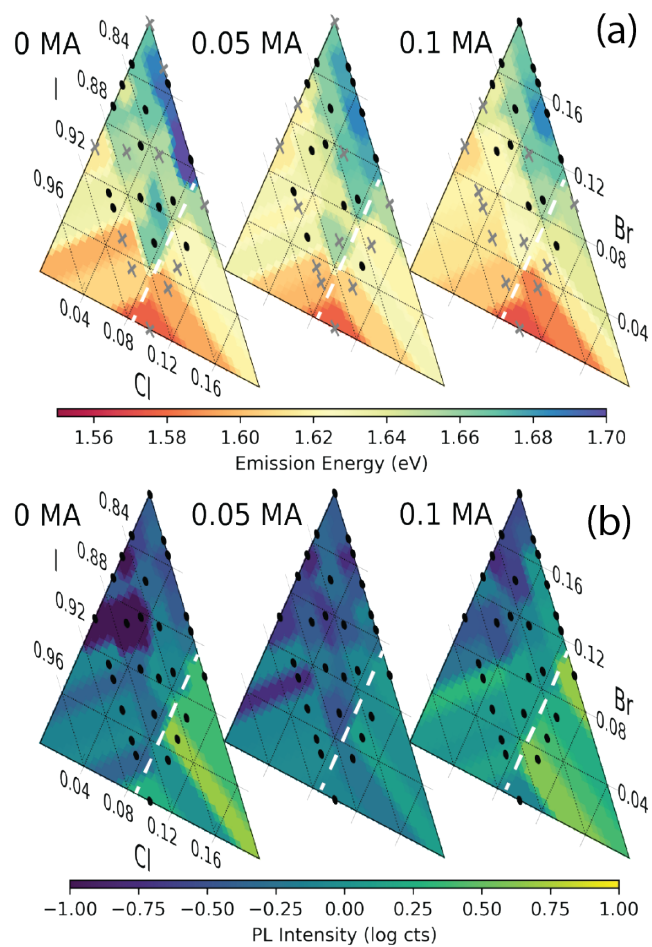 (a)
0 MA
0.05 MA
0.1 MA
0.84
I
0.88
0.92
0.96
0.16
0.12
Br
0.08
0.04
0.04
0.08
0.12
0.16
Cl
1.56 1.58 1.60 1.62 1.64 1.66 1.68 1.70
Emission Energy (eV)
(b)
0 MA
0.05 MA
0.1 MA
0.84
I
0.88
0.92
0.96
0.16
0.12
Br
0.08
0.04
0.04
0.08
0.12
0.16
Cl
−1.00 −0.75 −0.50 −0.25 0.00 0.25 0.50 0.75 1.00
PL Intensity (log cts)